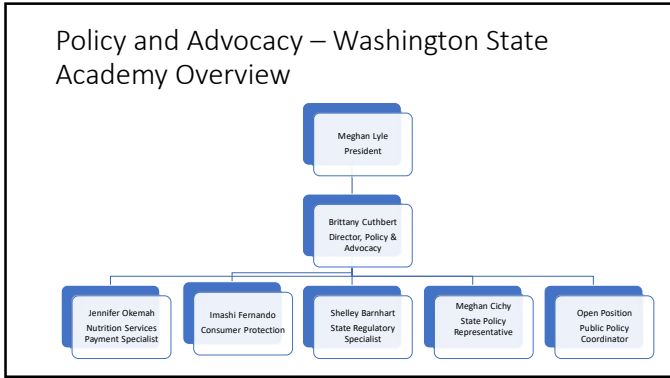 Policy and Advocacy – Washington State
Academy Overview
Meghan Lyle
President
Brittany Cuthbert
Director, Policy &
Advocacy
Jennifer Okemah
Nutrition Services
Payment Specialist
Imashi Fernando
Consumer Protection
Shelley Barnhart
State Regulatory
Specialist
Meghan Cichy
State Policy
Representative
Open Position
Public Policy
Coordinator